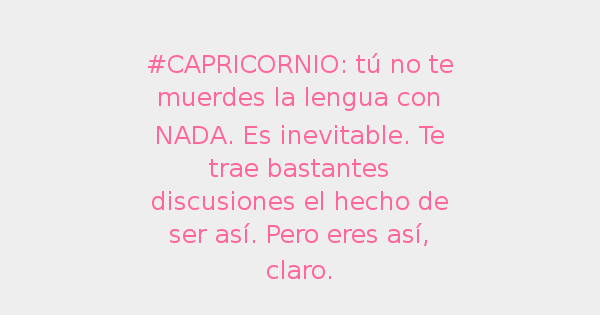 #CAPRICORNIO: tú no te
muerdes la lengua con
NADA. Es inevitable. Te
trae bastantes
discusiones el hecho de
ser así. Pero eres así,
claro.